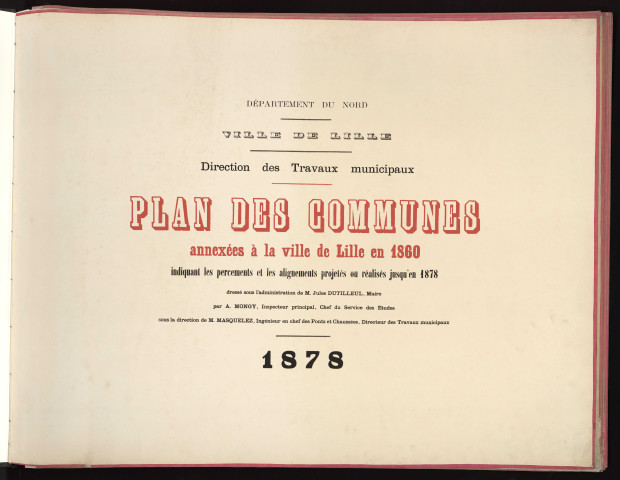 DÉPARTEMENT DU NORD
VILLE DE LILLE
Direction des Travaux municipaux
PLAN DES COMMUNES
annexées à la ville de Lille en 1860
indiquant les percements et les alignements projetés ou réalisés jusqu'en 1878
dressé sous l'administration de M. Jules DUTILLEUL, Maire
par A. MONGY, Inspecteur principal, Chef du Service des Études
sous la direction de M. MASQUELEZ, Ingénieur en chef des Ponts et Chaussées, Directeur des Travaux municipaux
1878